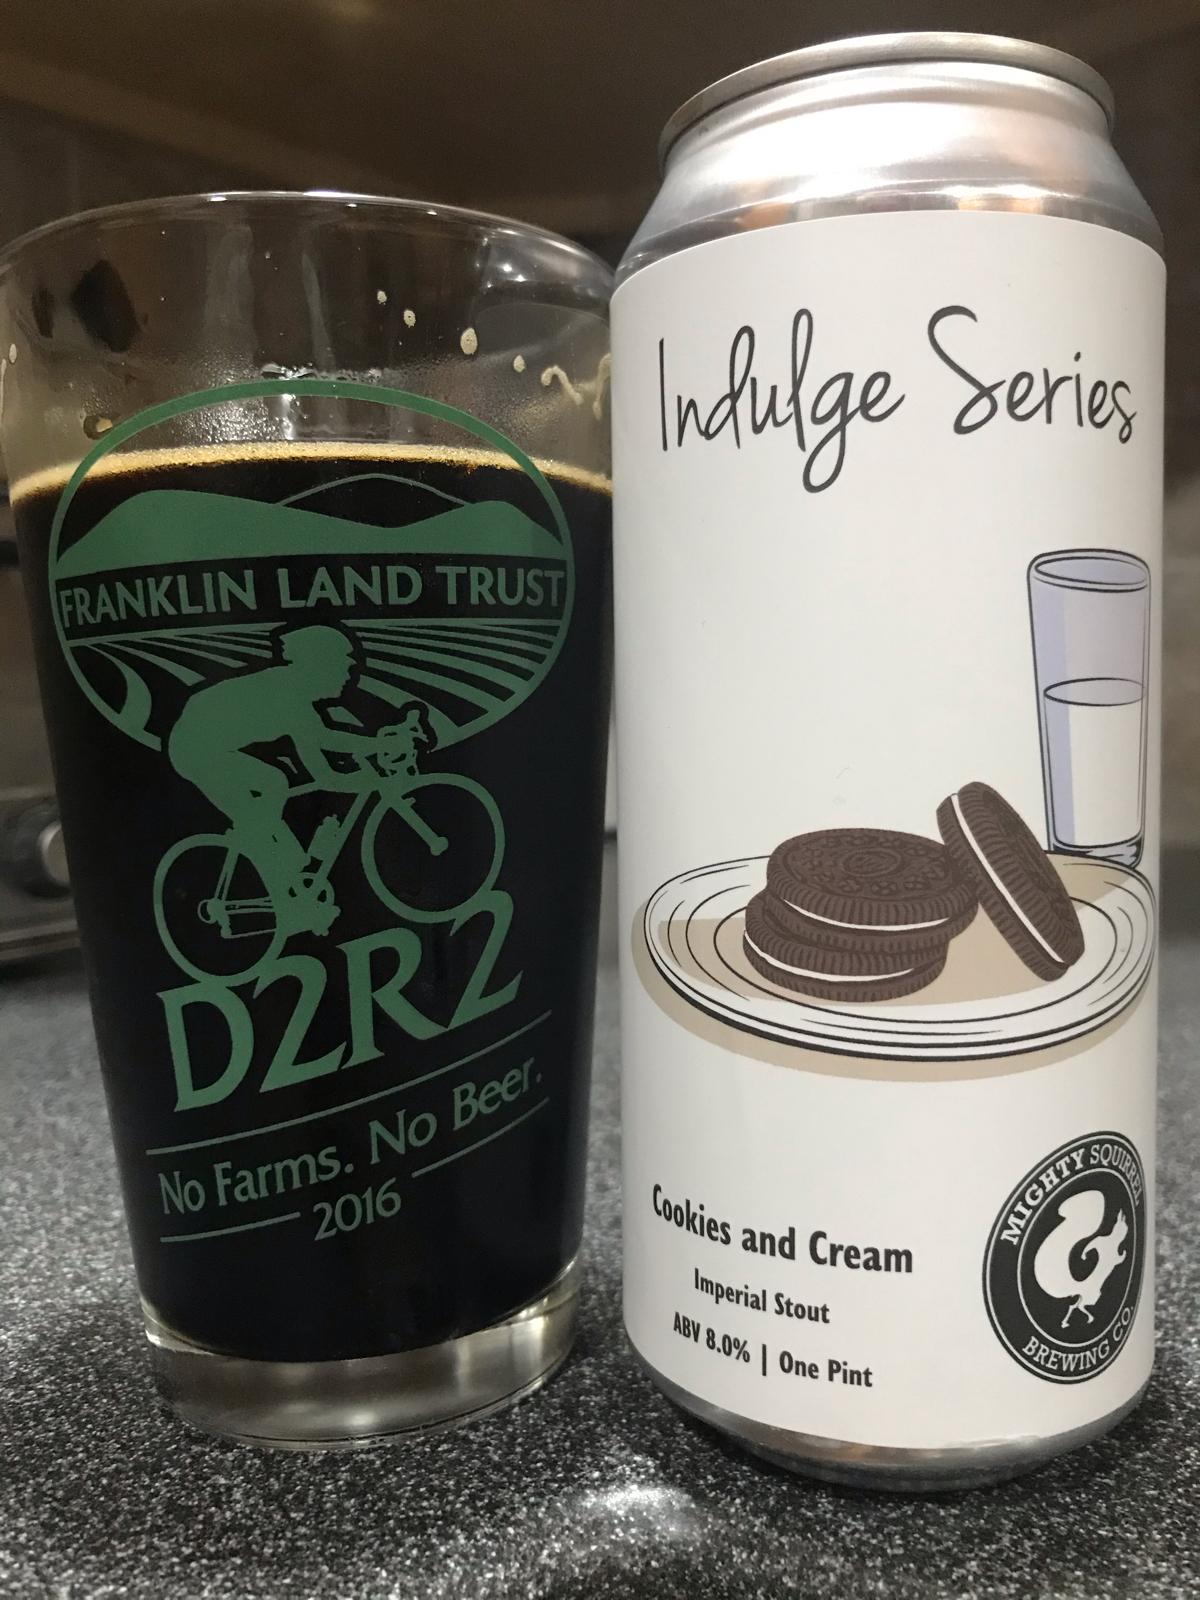 FRANKLIN LAND TRUST
D2R2
No Farms. No Beer.
2016
Indulge Series
Cookies and Cream
Imperial Stout
ABV 8.0% | One Pint
MIGHTY SQUIRREL
BREWING CO.